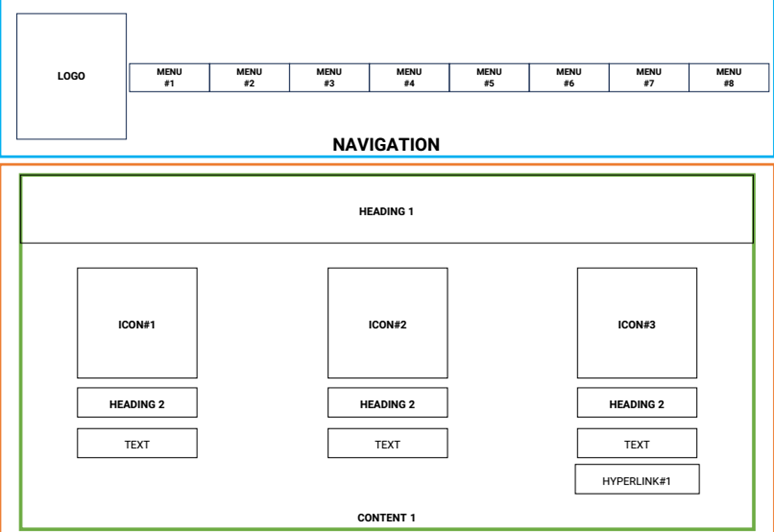 LOGO
MENU #1
MENU #2
MENU #3
MENU #4
MENU #5
MENU #6
MENU #7
MENU #8
NAVIGATION
HEADING 1
ICON#1
ICON#2
ICON#3
HEADING 2
HEADING 2
HEADING 2
TEXT
TEXT
TEXT
HYPERLINK#1
CONTENT 1